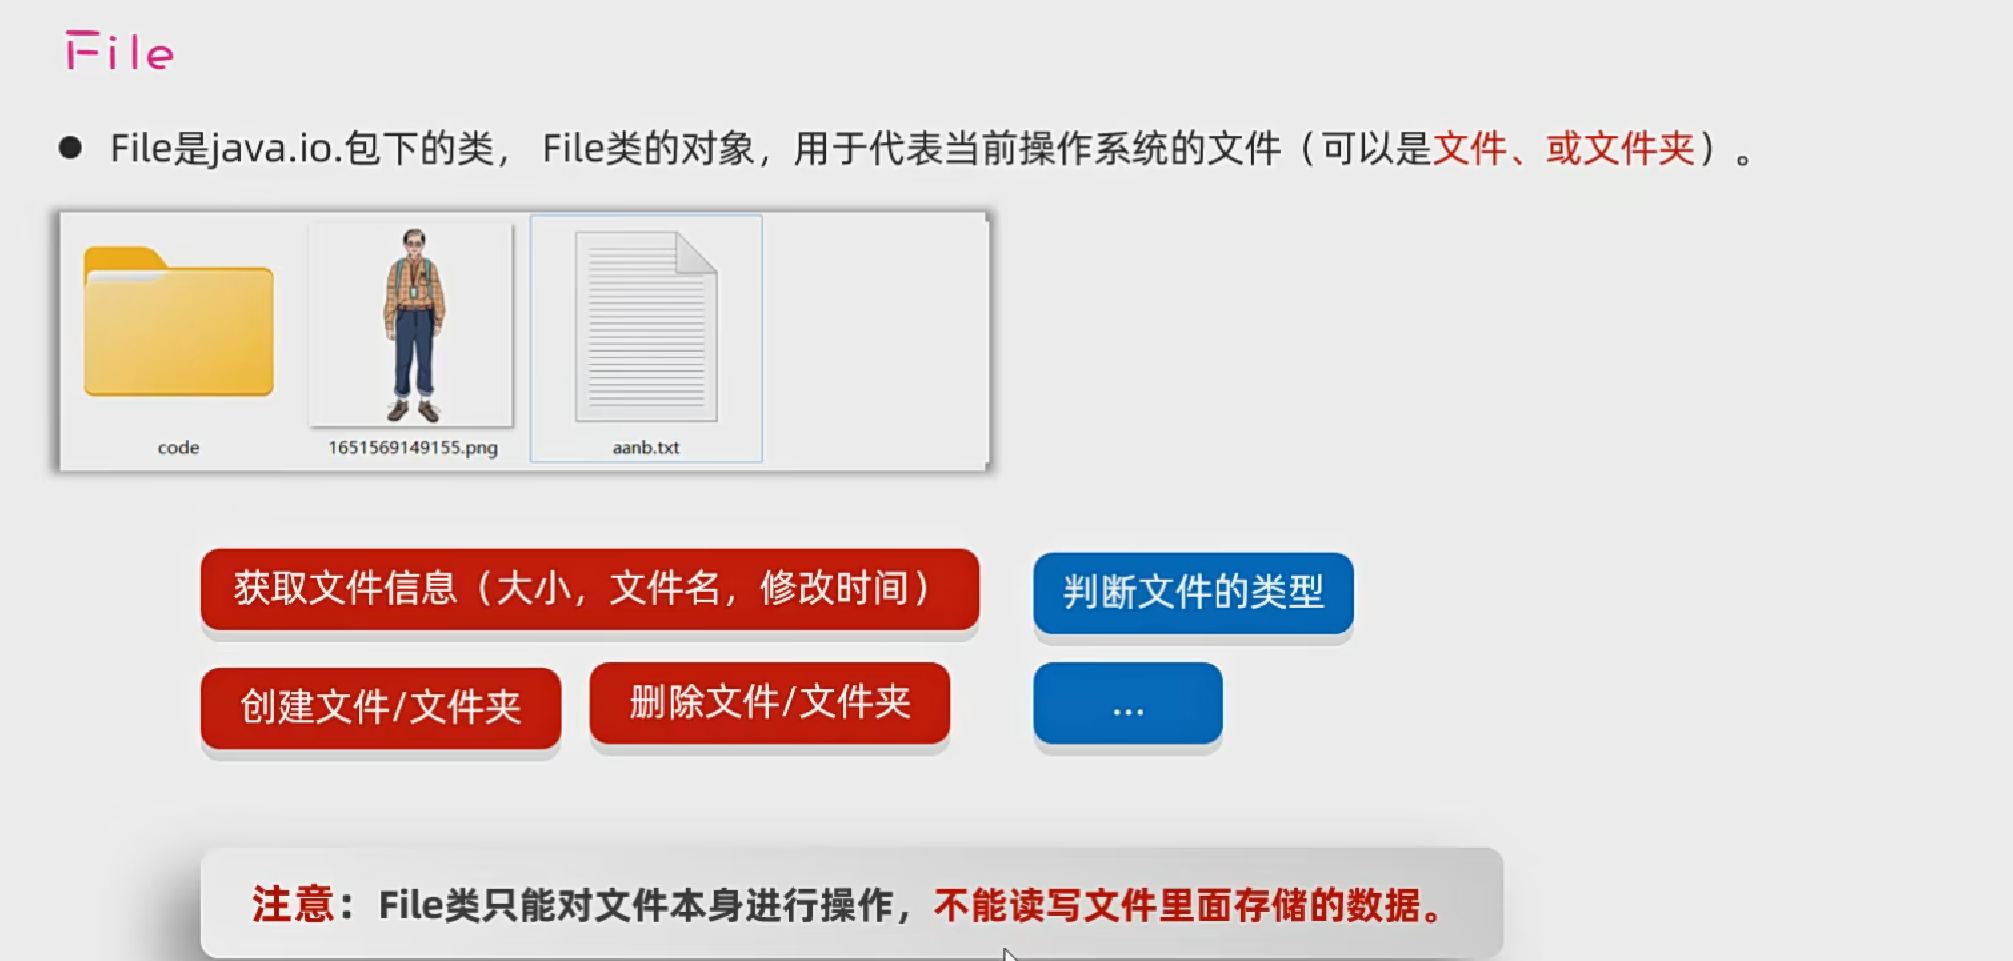 File
● File是java.io.包下的类， File类的对象，用于代表当前操作系统的文件（可以是文件、或文件夹）。
code 1651569149155.png aanb.txt
获取文件信息（大小，文件名，修改时间） 判断文件的类型
创建文件/文件夹 删除文件/文件夹 ...
注意：File类只能对文件本身进行操作，不能读写文件里面存储的数据。